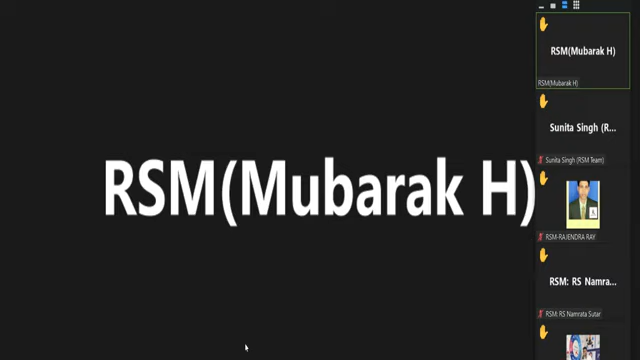 RSM(Mubarak H)
RSM(Mubarak H)
RSM(Mubarak H)
Sunita Singh (R...
Sunita Singh (RSM Team)
RSM-RAJENDRA RAY
RSM: RS Namra...
RSM: RS Namrata Sutar